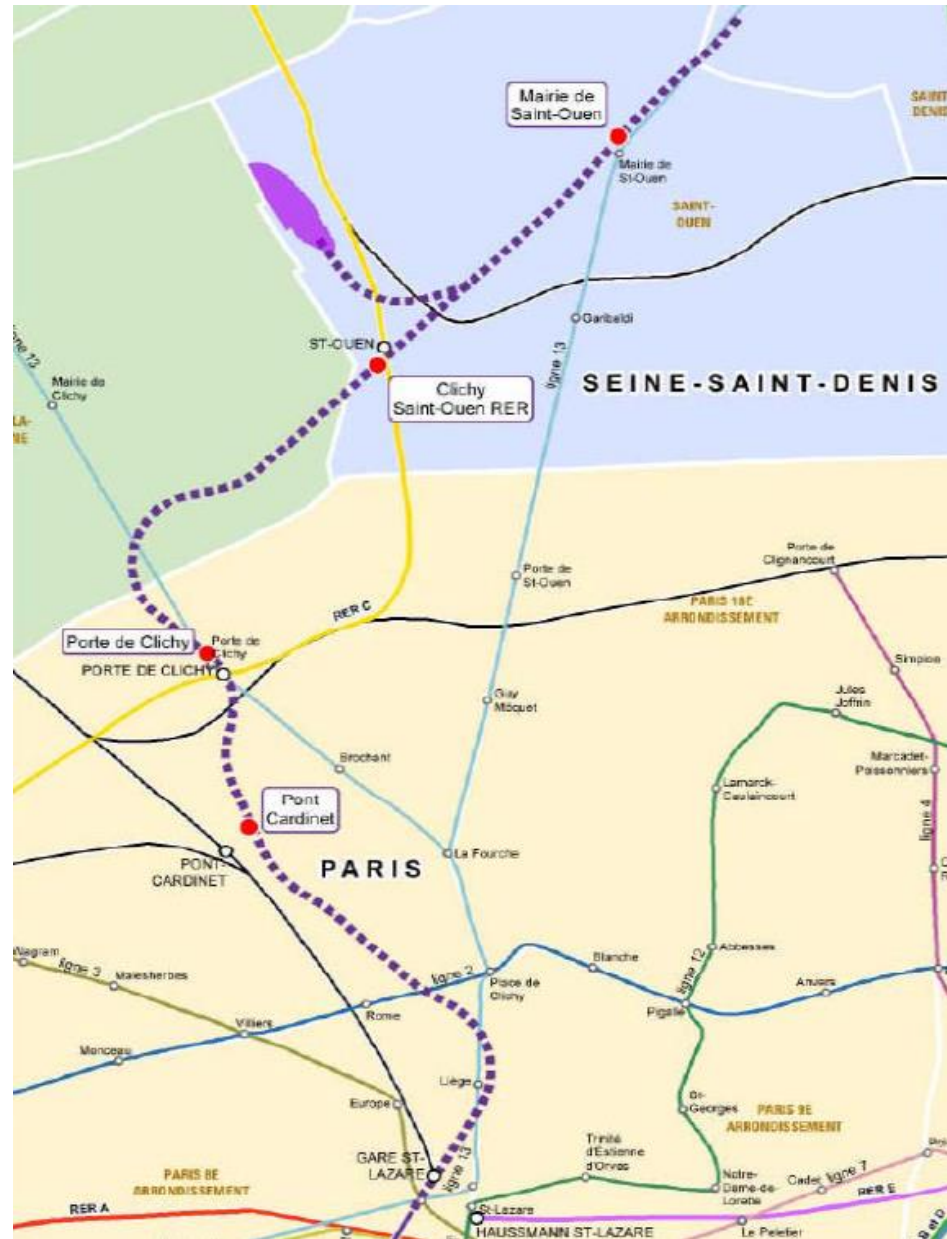 Mairie de
Saint-Ouen
SAINT-
Mairie de
St-Ouen
SAINT-
OUEN
Garibaldi
ligne 13
ST-OUEN
ligne 13
Mairie de
Clichy
Clichy
Saint-Ouen RER
SEINE-SAINT-DENIS
Porte de
Clignancourt
Porte de
St-Ouen
PARIS 18E
ARRONDISSEMENT
RER C
Porte de Clichy
Porte de
Clichy
PORTE DE CLICHY
Simplon
Guy
Môquet
Jules
Joffrin
Brochant
Marcadet-
Poissonniers
Lamarck-
Caulaincourt
Pont
Cardinet
ligne 4
La Fourche
PONT-
CARDINET
PARIS
Wagram
ligne 3
Malesherbes
ligne 2
Place de
Clichy
Blanche
Abbesses
ligne 12
Anvers
Pigalle
Rome
Villiers
Monceau
Liège
Europe
St-
Georges
PARIS 9E
ARRONDISSEMENT
GARE ST-
LAZARE
ligne 13
Trinité
d'Estienne
d'Orves
PARIS 8E
ARRONDISSEMENT
Notre-
Dame-de-
Lorette
Cadet
ligne 7
RER E
RER A
St-Lazare
HAUSSMANN ST-LAZARE
Le Peletier